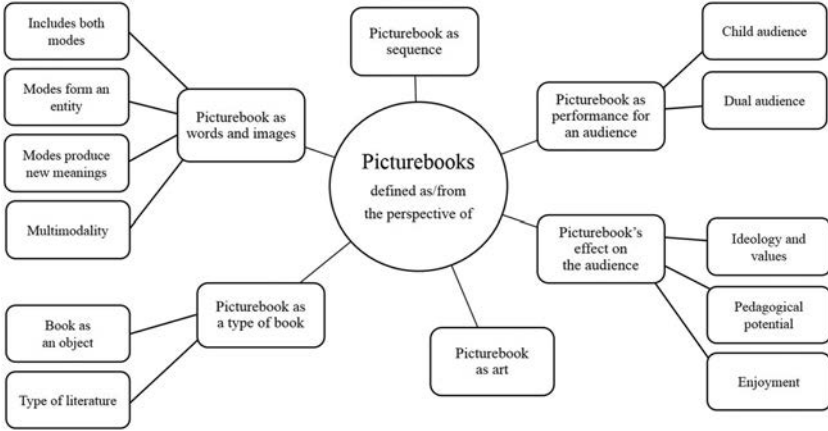 Includes both
modes
Modes form an
entity
Modes produce
new meanings
Multimodality
Picturebook as
words and images
Picturebook as
sequence
Picturebooks
defined as/from
the perspective of
Picturebook as
performance for
an audience
Child audience
Dual audience
Picturebook’s
effect on
the audience
Ideology and
values
Pedagogical
potential
Enjoyment
Picturebook as
a type of book
Book as
an object
Type of literature
Picturebook
as art